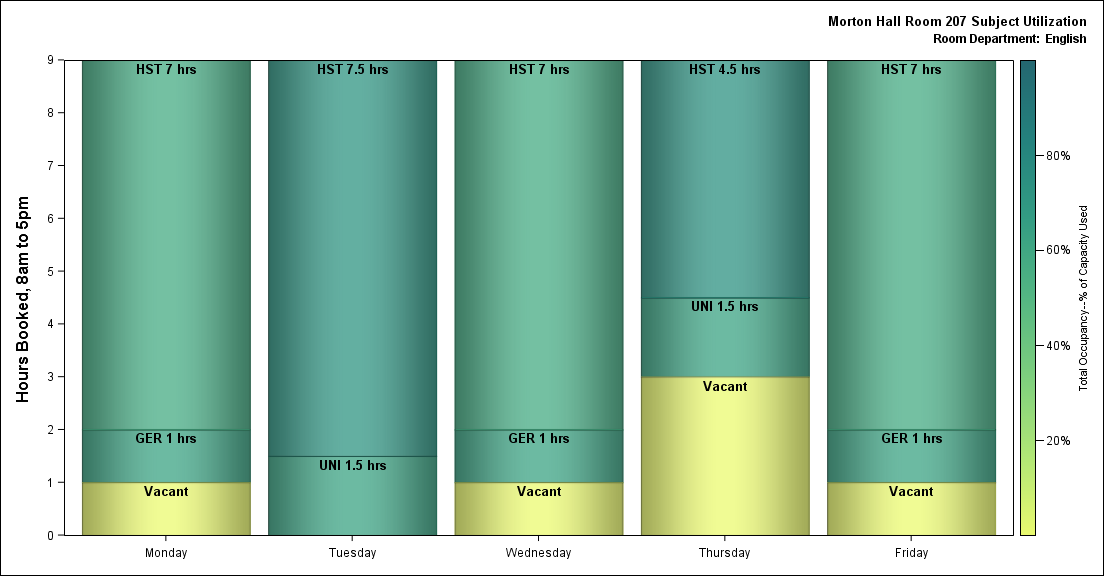 Morton Hall Room 207 Subject Utilization
Room Department: English
Hours Booked, 8am to 5pm
9
8
7
6
5
4
3
2
1
0
HST 7 hrs
GER 1 hrs
Vacant
HST 7.5 hrs
UNI 1.5 hrs
HST 7 hrs
GER 1 hrs
Vacant
HST 4.5 hrs
UNI 1.5 hrs
Vacant
HST 7 hrs
GER 1 hrs
Vacant
Monday
Tuesday
Wednesday
Thursday
Friday
80%
60%
40%
20%
Total Occupancy--% of Capacity Used